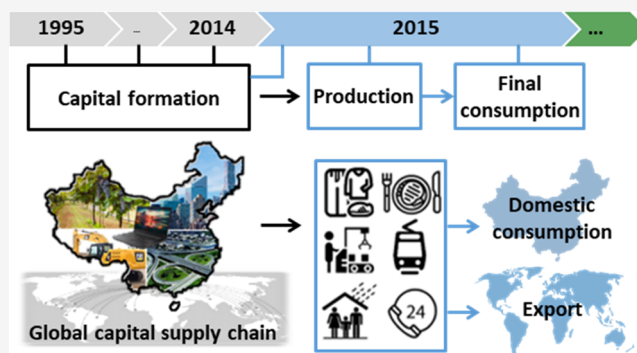 1995
..
2014
2015
...
Capital formation
Production
Final
consumption
Domestic
consumption
24
Export
Global capital supply chain